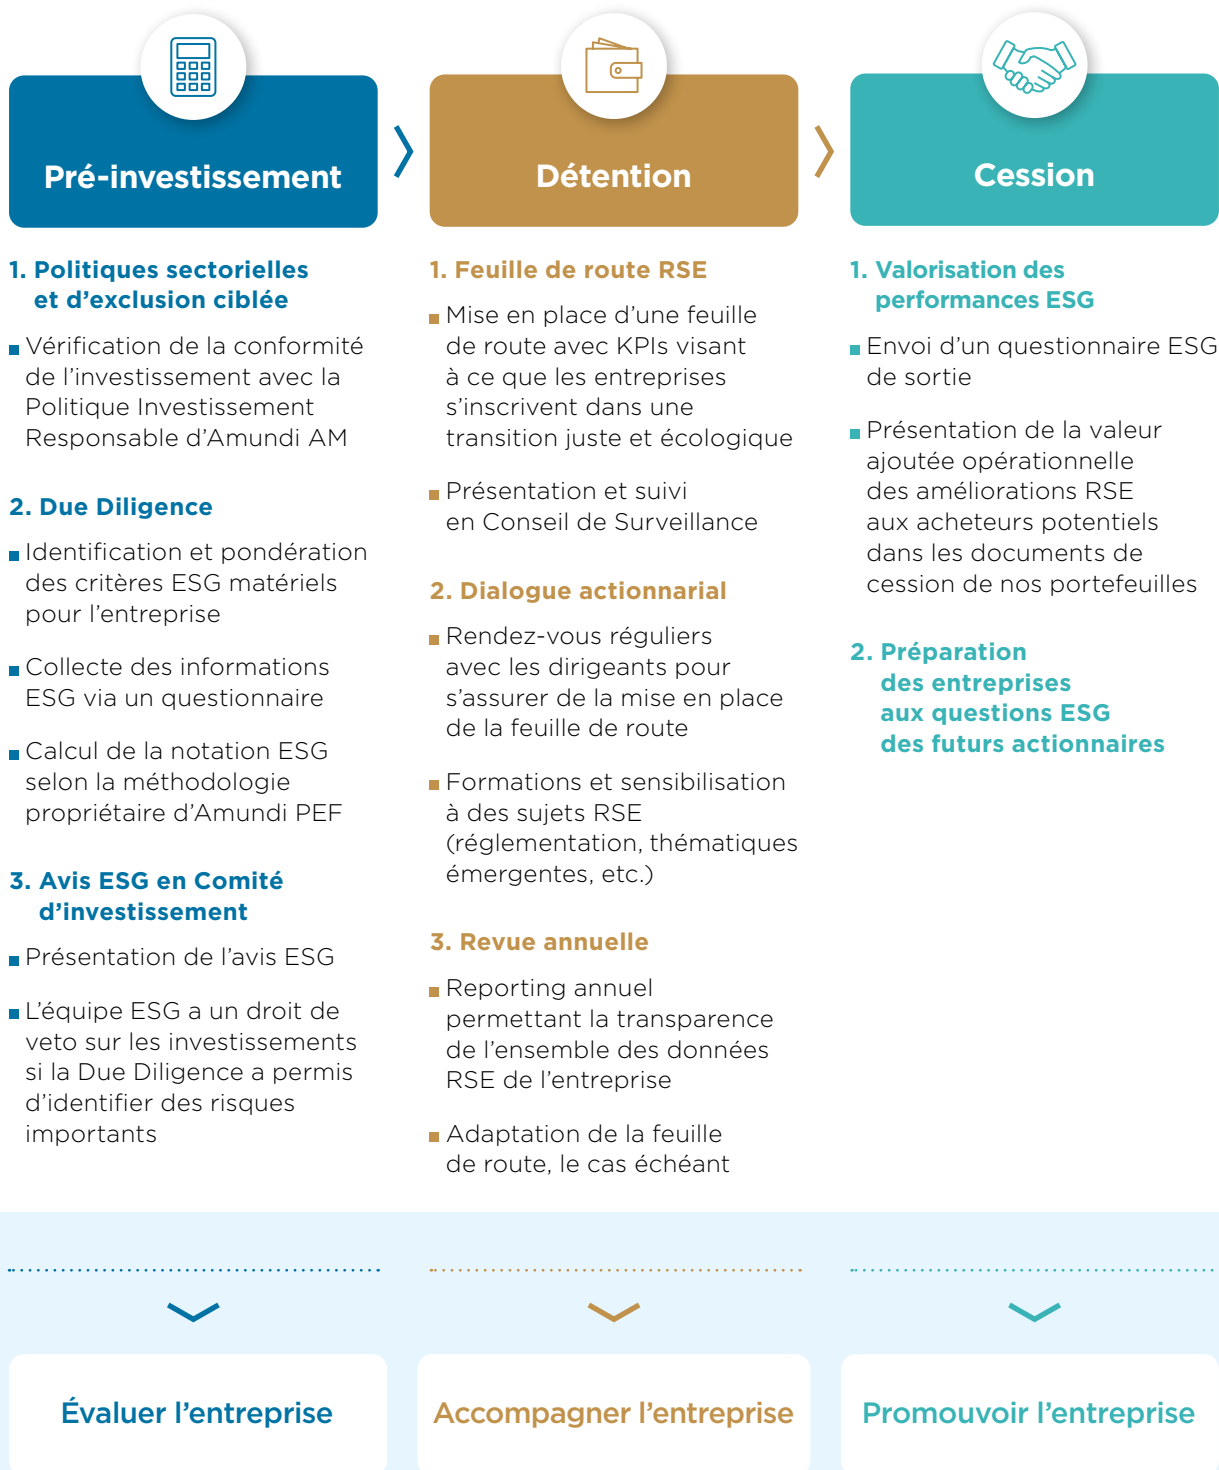 Pré-investissement
1. Politiques sectorielles
et d’exclusion ciblée
Vérification de la conformité
de l’investissement avec la
Politique Investissement
Responsable d’Amundi AM
2. Due Diligence
Identification et pondération
des critères ESG matériels
pour l’entreprise
Collecte des informations
ESG via un questionnaire
Calcul de la notation ESG
selon la méthodologie
propriétaire d’Amundi PEF
3. Avis ESG en Comité
d’investissement
Présentation de l’avis ESG
L’équipe ESG a un droit de
veto sur les investissements
si la Due Diligence a permis
d’identifier des risques
importants
Évaluer l’entreprise
Détention
1. Feuille de route RSE
Mise en place d’une feuille
de route avec KPIs visant
à ce que les entreprises
s’inscrivent dans une
transition juste et écologique
Présentation et suivi
en Conseil de Surveillance
2. Dialogue actionnarial
Rendez-vous réguliers
avec les dirigeants pour
s’assurer de la mise en place
de la feuille de route
Formations et sensibilisation
à des sujets RSE
(réglementation, thématiques
émergentes, etc.)
3. Revue annuelle
Reporting annuel
permettant la transparence
de l’ensemble des données
RSE de l’entreprise
Adaptation de la feuille
de route, le cas échéant
Accompagner l’entreprise
Cession
1. Valorisation des
performances ESG
Envoi d’un questionnaire ESG
de sortie
Présentation de la valeur
ajoutée opérationnelle
des améliorations RSE
aux acheteurs potentiels
dans les documents de
cession de nos portefeuilles
2. Préparation
des entreprises
aux questions ESG
des futurs actionnaires
Promouvoir l’entreprise